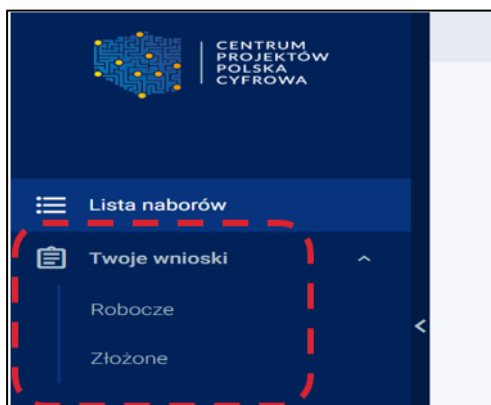 CENTRUM
PROJEKTÓW
POLSKA
CYFROWA
Lista naborów
Twoje wnioski
Robocze
Złożone